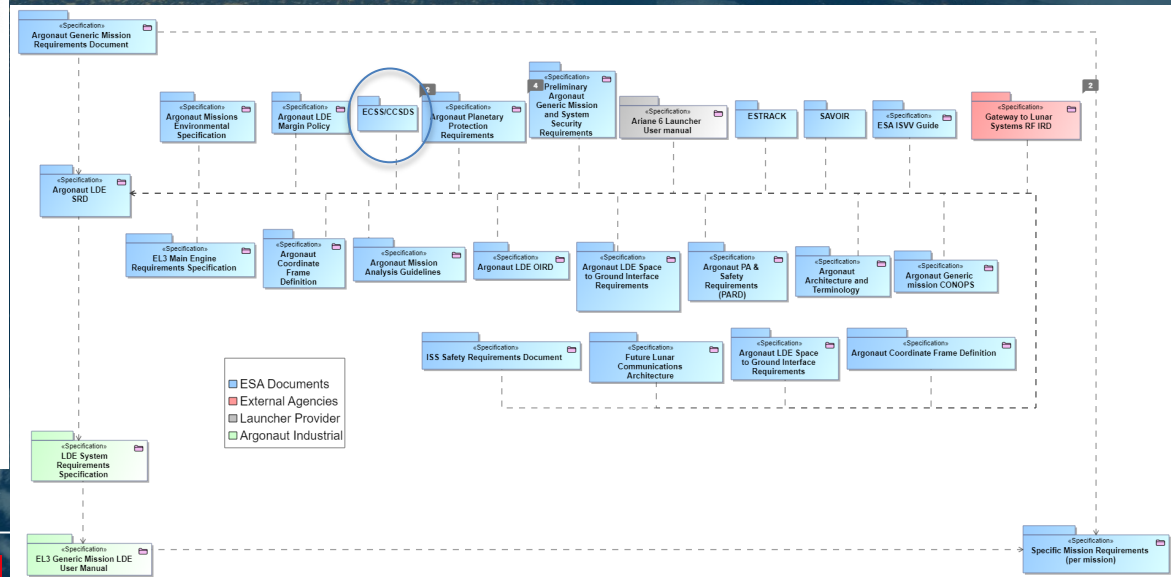 «Specification»
Argonaut Generic Mission
Requirements Document
«Specification»
Argonaut Missions
Environmental
Specification
«Specification»
Argonaut LDE
Margin Policy
ECSS/CCSDS
2
«Specification»
Argonaut Planetary
Protection
Requirements
4
«Specification»
Preliminary
Argonaut
Generic Mission
and System
Security
Requirements
«Specification»
Ariane 6 Launcher
User manual
ESTRACK
SAVOIR
«Specification»
ESA ISVV Guide
«Specification»
Gateway to Lunar
Systems RF IRD
2
«Specification»
Argonaut LDE
SRD
«Specification»
EL3 Main Engine
Requirements Specification
«Specification»
Argonaut
Coordinate
Frame
Definition
«Specification»
Argonaut Mission
Analysis Guidelines
«Specification»
Argonaut LDE OIRD
«Specification»
Argonaut LDE Space
to Ground Interface
Requirements
«Specification»
Argonaut PA &
Safety
Requirements
(PARD)
«Specification»
Argonaut
Architecture and
Terminology
«Specification»
Argonaut Generic
mission CONOPS
«Specification»
ISS Safety Requirements Document
«Specification»
Future Lunar
Communications
Architecture
«Specification»
Argonaut LDE Space
to Ground Interface
Requirements
«Specification»
Argonaut Coordinate Frame Definition
ESA Documents
External Agencies
Launcher Provider
Argonaut Industrial
«Specification»
LDE System
Requirements
Specification
«Specification»
EL3 Generic Mission LDE
User Manual
«Specification»
Specific Mission Requirements
(per mission)